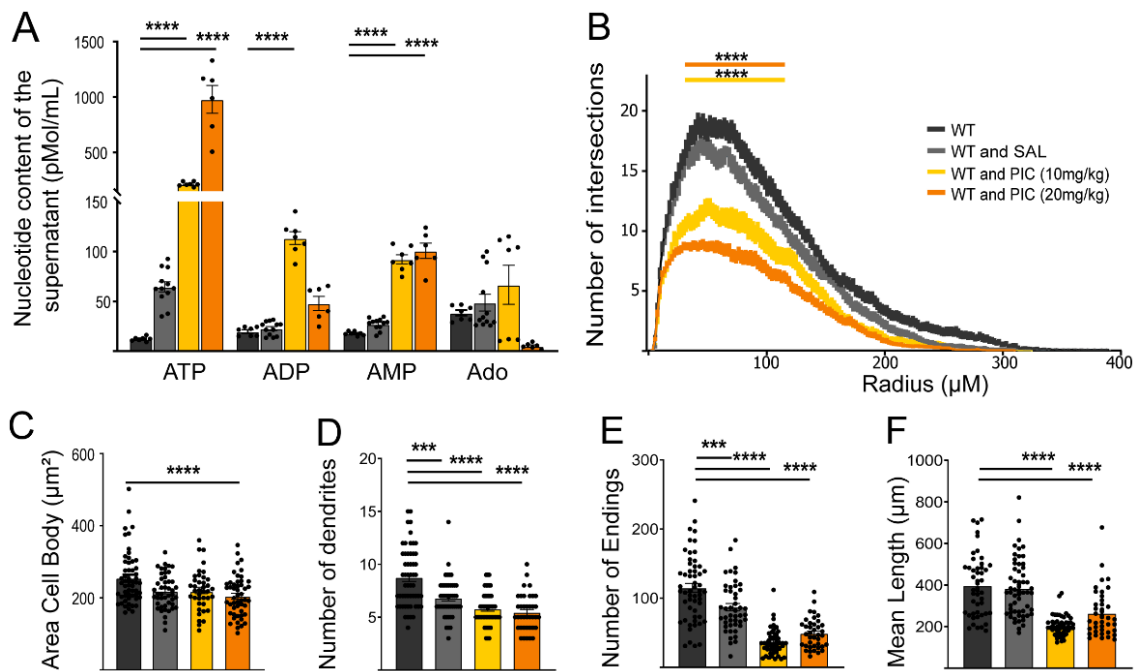 A
Nucleotide content of the
supernatant (pMol/mL)
1500
1000
500
150
100
50
**** ****
****
**** ****
ATP ADP AMP Ado
B
Number of intersections
20
15
10
5
****
****
WT
WT and SAL
WT and PIC (10mg/kg)
WT and PIC (20mg/kg)
0 100 200 300 400
Radius (µM)
C
Area Cell Body (µm²)
600
400
200
****
D
Number of dendrites
20
15
10
5
***
****
****
E
Number of Endings
300
200
100
***
****
****
F
Mean Length (µm)
1000
800
600
400
200
****
****